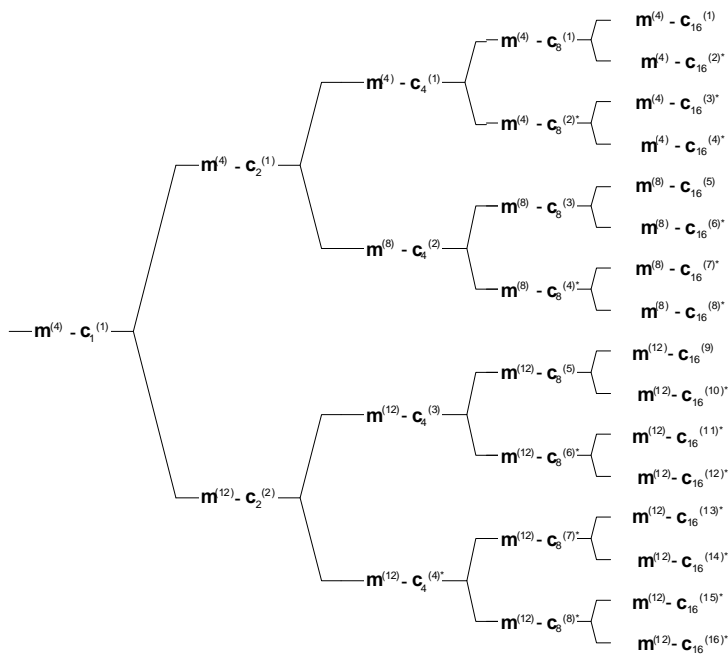 m(4) - c16(1)
m(4) - c8(1)
m(4) - c16(2)*
m(4) - c4(1)
m(4) - c16(3)*
m(4) - c8(2)*
m(4) - c16(4)*
m(4) - c2(1)
m(8) - c16(5)
m(8) - c8(3)
m(8) - c16(6)*
m(8) - c4(2)
m(8) - c16(7)*
m(8) - c8(4)*
m(8) - c16(8)*
m(4) - c1(1)
m(12)- c16(9)
m(12)- c8(5)
m(12)- c16(10)*
m(12)- c4(3)
m(12)- c16(11)*
m(12)- c8(6)*
m(12)- c16(12)*
m(12)- c2(2)
m(12)- c16(13)*
m(12)- c8(7)*
m(12)- c16(14)*
m(12)- c4(4)*
m(12)- c16(15)*
m(12)- c8(8)*
m(12)- c16(16)*